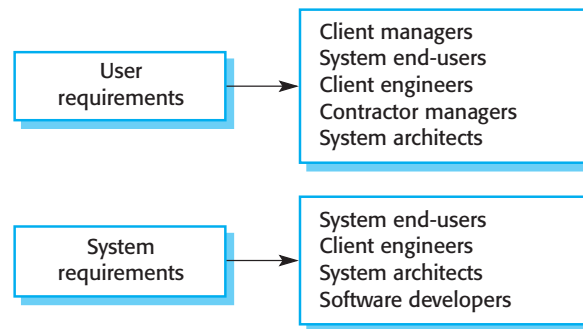 User
requirements
Client managers
System end-users
Client engineers
Contractor managers
System architects
System
requirements
System end-users
Client engineers
System architects
Software developers